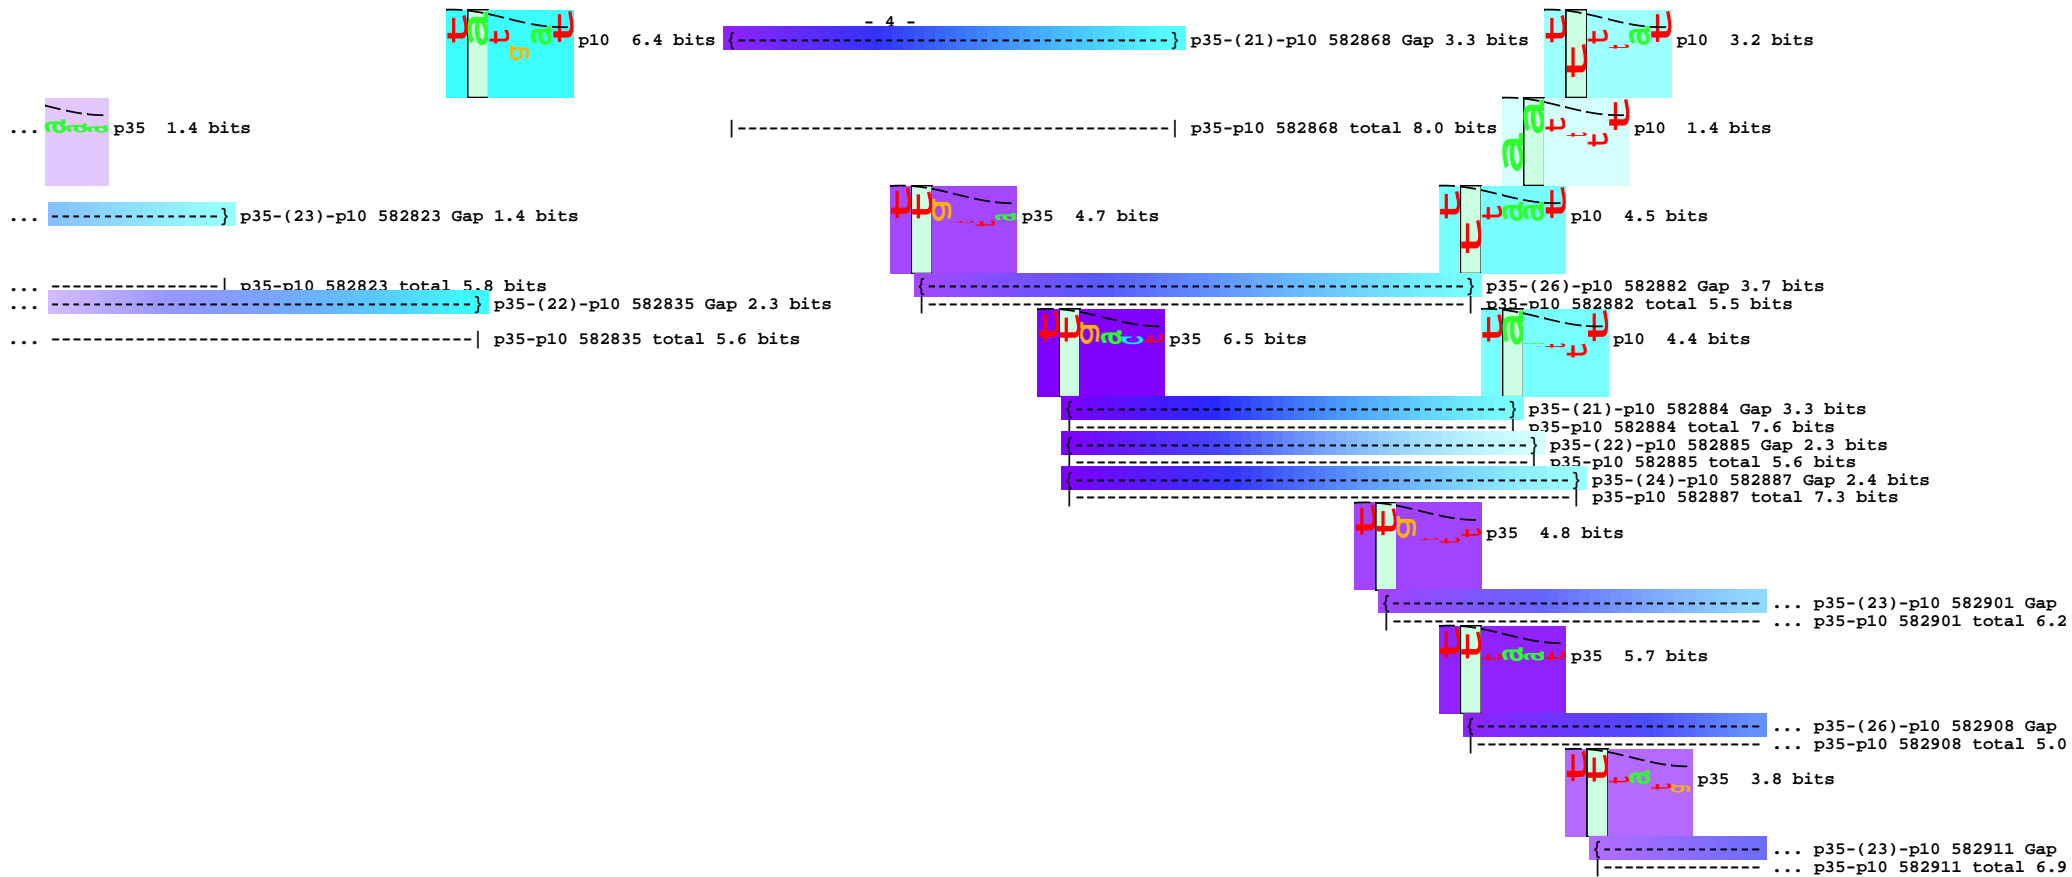 - 4 -
p10 6.4 bits {--------------------------------------------} p35-(21)-p10 582868 Gap 3.3 bits p10 3.2 bits
... p35 1.4 bits |--------------------------------------------| p35-p10 582868 total 8.0 bits p10 1.4 bits
... ----------------} p35-(23)-p10 582823 Gap 1.4 bits p35 4.7 bits p10 4.5 bits
... ----------------| p35-p10 582823 total 5.8 bits {----------------------------------------------------} p35-(26)-p10 582882 Gap 3.7 bits
... ----------------------------------------} p35-(22)-p10 582835 Gap 2.3 bits |----------------------------------------------------| p35-p10 582882 total 5.5 bits
... ----------------------------------------| p35-p10 582835 total 5.6 bits p35 6.5 bits p10 4.4 bits
{------------------------------------------} p35-(21)-p10 582884 Gap 3.3 bits
|------------------------------------------| p35-p10 582884 total 7.6 bits
{--------------------------------------------} p35-(22)-p10 582885 Gap 2.3 bits
|--------------------------------------------| p35-p10 582885 total 5.6 bits
{------------------------------------------------} p35-(24)-p10 582887 Gap 2.4 bits
|------------------------------------------------| p35-p10 582887 total 7.3 bits
p35 4.8 bits
{----------------------------------- ... p35-(23)-p10 582901 Gap
|----------------------------------- ... p35-p10 582901 total 6.2
p35 5.7 bits
{--------------------------- ... p35-(26)-p10 582908 Gap
|--------------------------- ... p35-p10 582908 total 5.0
p35 3.8 bits
{--------------- ... p35-(23)-p10 582911 Gap
|--------------- ... p35-p10 582911 total 6.9